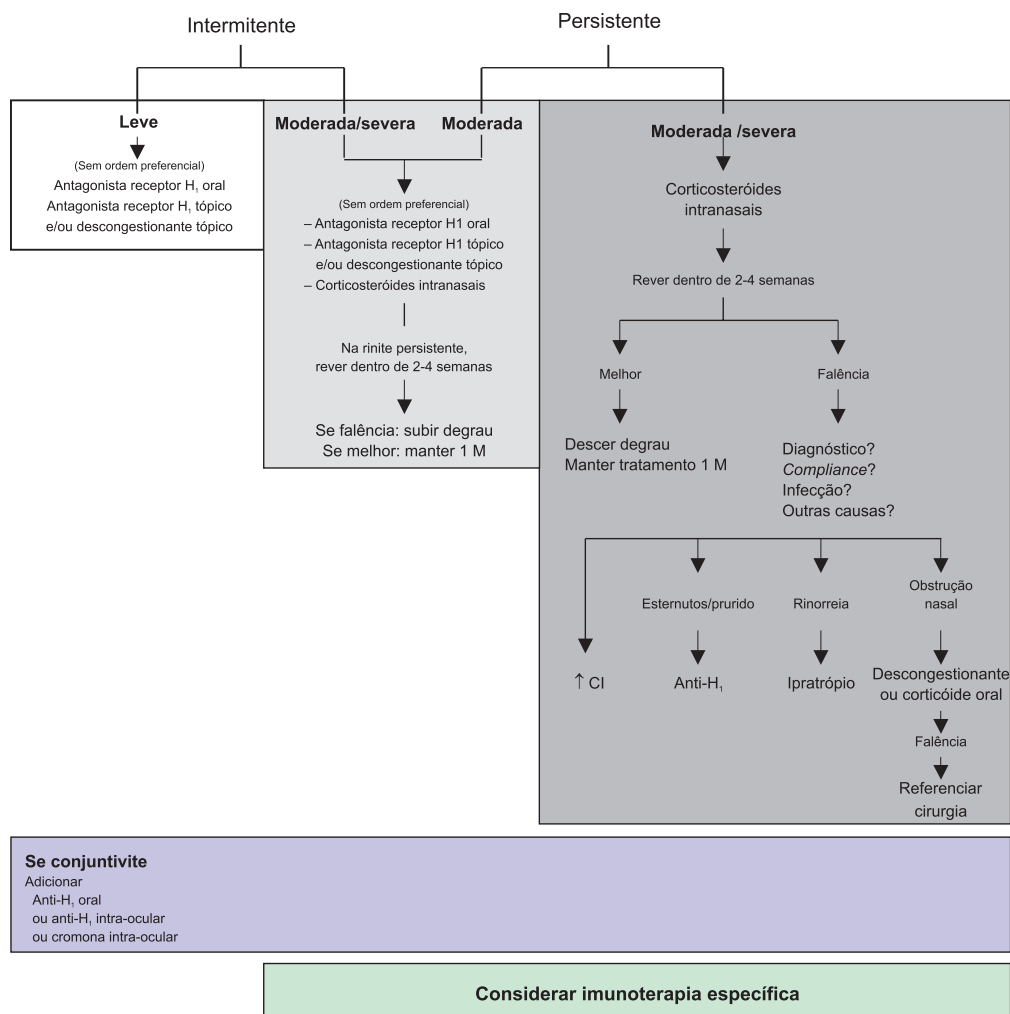 Intermitente
Persistente
Leve
(Sem ordem preferencial)
Antagonista receptor H₁ oral
Antagonista receptor H₁ tópico
e/ou descongestionante tópico
Moderada/severa
Moderada
(Sem ordem preferencial)
– Antagonista receptor H1 oral
– Antagonista receptor H1 tópico
e/ou descongestionante tópico
– Corticosteróides intranasais
Na rinite persistente,
rever dentro de 2-4 semanas
Se falência: subir degrau
Se melhor: manter 1 M
Moderada /severa
Corticosteróides
intranasais
Rever dentro de 2-4 semanas
Melhor
Descer degrau
Manter tratamento 1 M
Falência
Diagnóstico?
Compliance?
Infecção?
Outras causas?
↑ CI
Esternutos/prurido
Anti-H₁
Rinorreia
Ipratrópio
Obstrução
nasal
Descongestionante
ou corticóide oral
Falência
Referenciar
cirurgia
Se conjuntivite
Adicionar
Anti-H₁ oral
ou anti-H₁ intra-ocular
ou cromona intra-ocular
Considerar imunoterapia específica